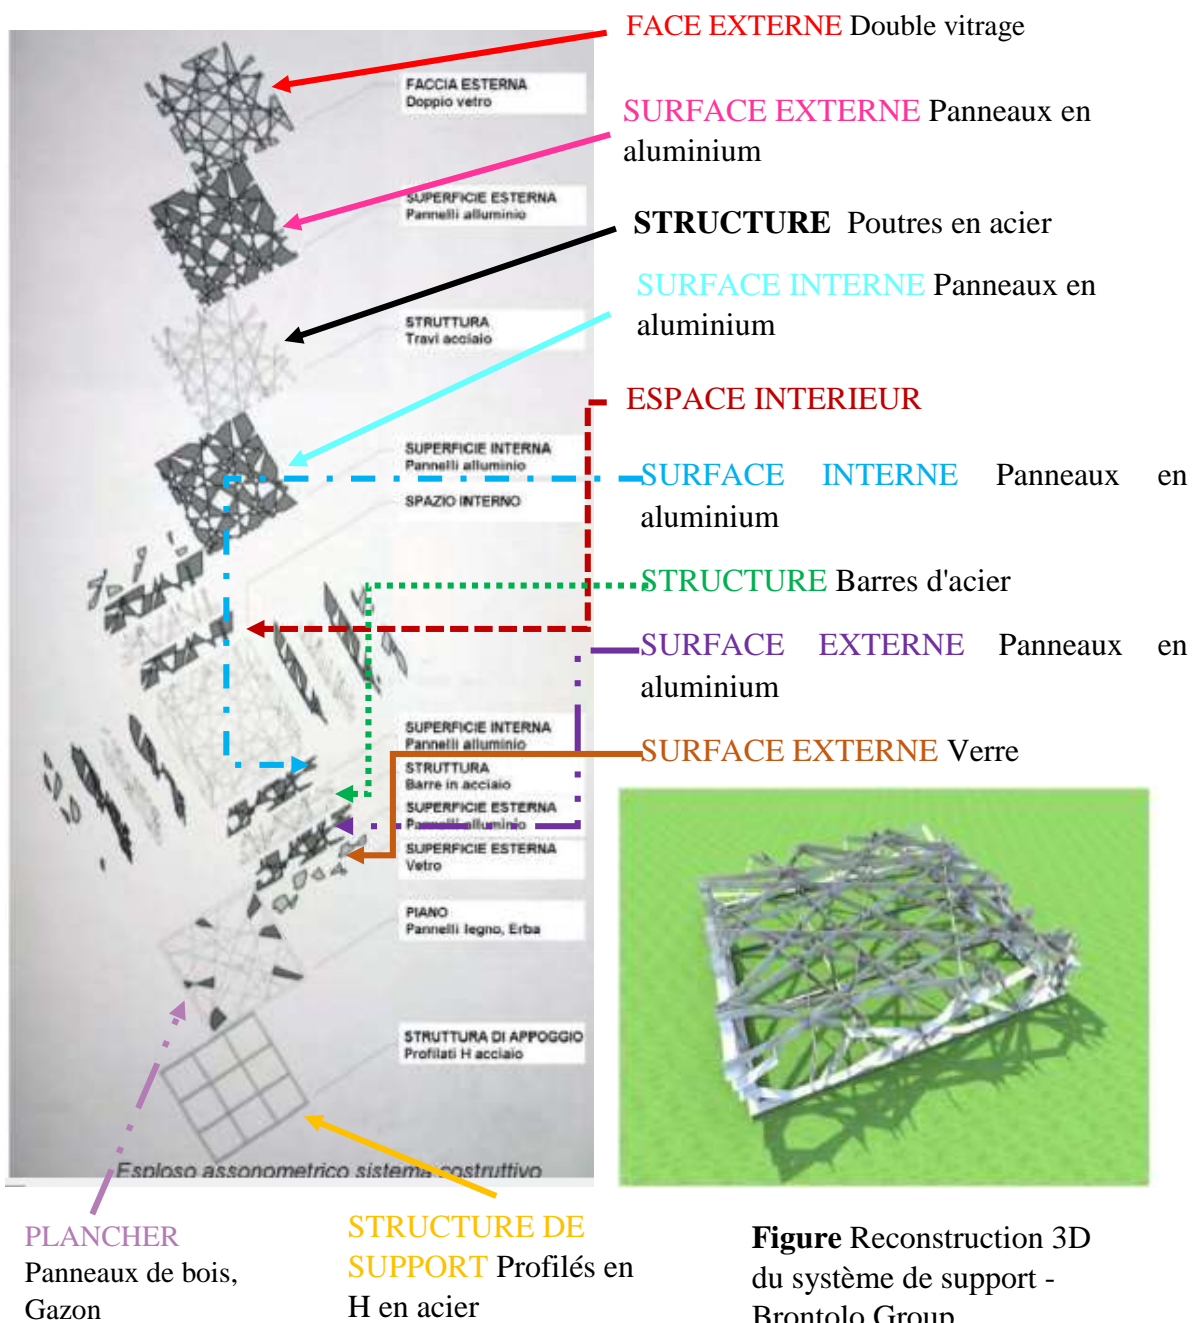 FACE EXTERNE Double vitrage
SURFACE EXTERNE Panneaux en
aluminium
STRUCTURE Poutres en acier
SURFACE INTERNE Panneaux en
aluminium
ESPACE INTERIEUR
SURFACE INTERNE Panneaux en
aluminium
STRUCTURE Barres d'acier
SURFACE EXTERNE Panneaux en
aluminium
SURFACE EXTERNE Verre
FACCIA ESTERNA
Doppio vetro
SUPERFICIE ESTERNA
Pannelli alluminio
STRUTTURA
Travi acciaio
SUPERFICIE INTERNA
Pannelli alluminio
SPAZIO INTERNO
SUPERFICIE INTERNA
Pannelli alluminio
STRUTTURA
Barre in acciaio
SUPERFICIE ESTERNA
Pannelli alluminio
SUPERFICIE ESTERNA
Vetro
PIANO
Pannelli legno, Erba
STRUTTURA DI APPOGGIO
Profilati H acciaio
Esploso assonometrico sistema costruttivo
PLANCHER
Panneaux de bois,
Gazon
STRUCTURE DE
SUPPORT Profilés en
H en acier
Figure Reconstruction 3D
du système de support -
Brontolo Group